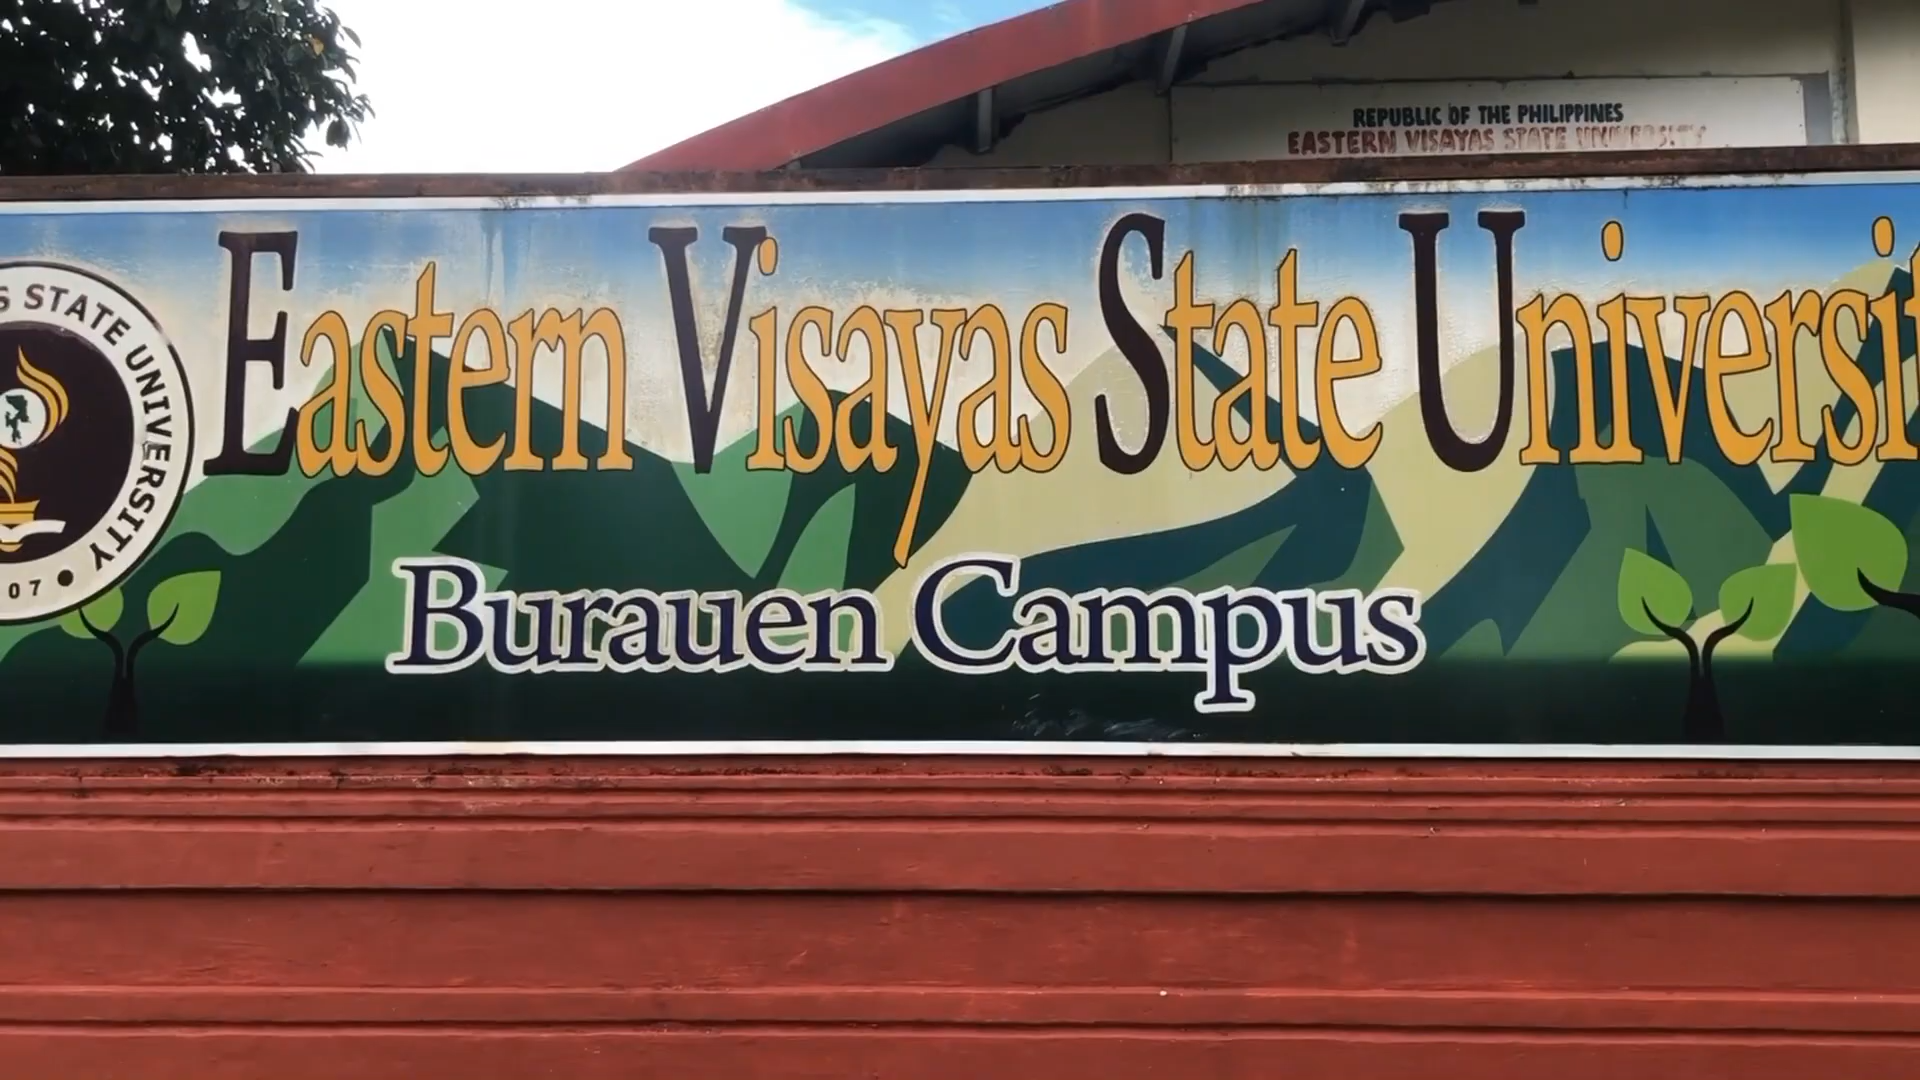 REPUBLIC OF THE PHILIPPINES
EASTERN VISAYAS STATE UNIVERSITY
S STATE UNIVERSITY
07 •
Eastern Visayas State Universit
Burauen Campus